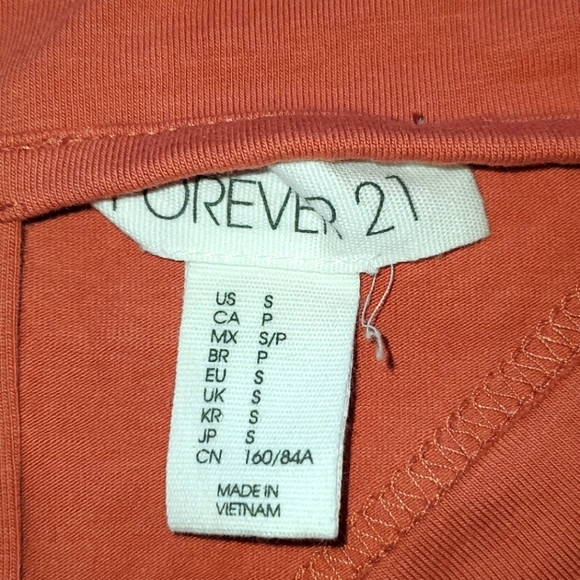 FOREVER 21
US S
CA P
MX S/P
BR P
EU S
UK S
KR S
JP S
CN 160/84A
MADE IN
VIETNAM